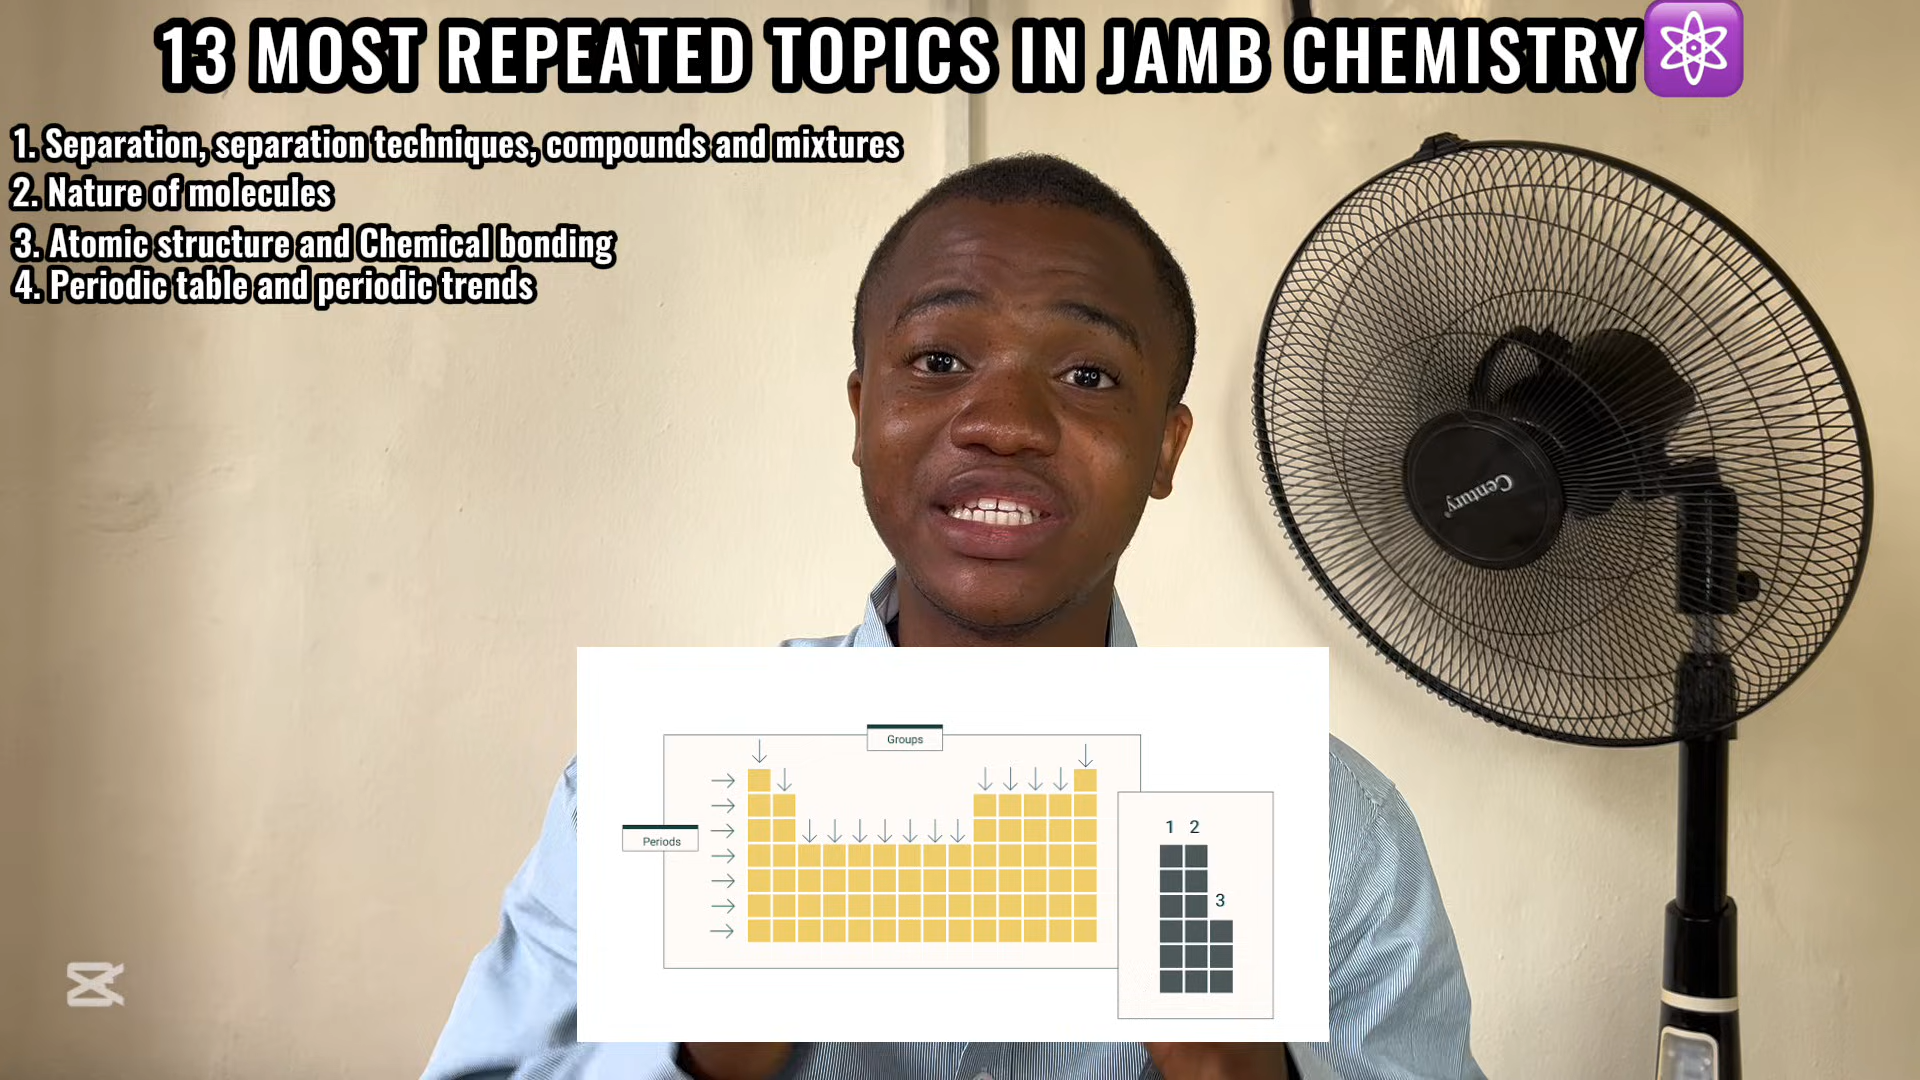 13 MOST REPEATED TOPICS IN JAMB CHEMISTRY
1. Separation, separation techniques, compounds and mixtures
2. Nature of molecules
3. Atomic structure and Chemical bonding
4. Periodic table and periodic trends
Century
Groups
Periods
1 2
3